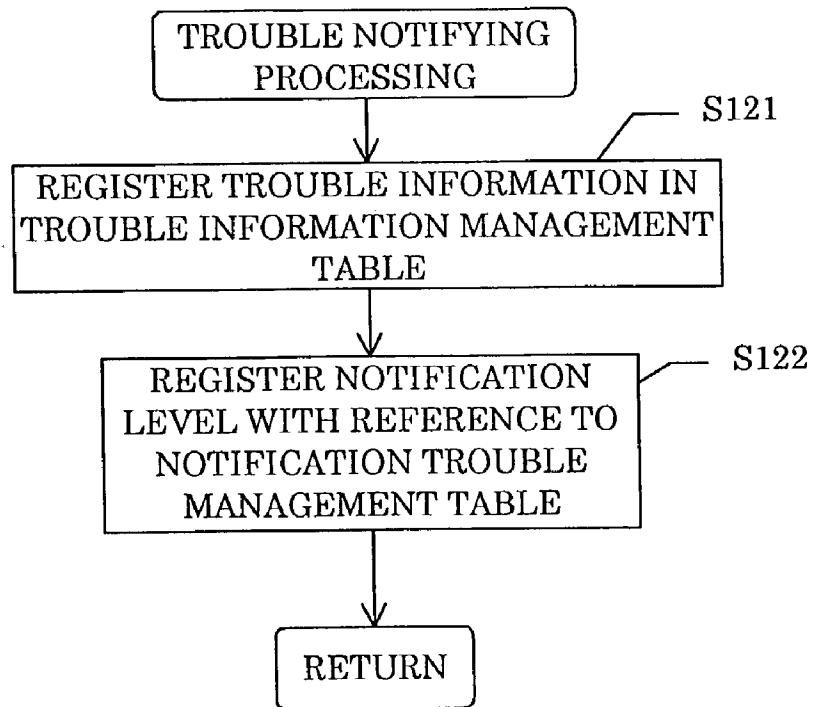 TROUBLE NOTIFYING
PROCESSING
S121
REGISTER TROUBLE INFORMATION IN
TROUBLE INFORMATION MANAGEMENT
TABLE
S122
REGISTER NOTIFICATION
LEVEL WITH REFERENCE TO
NOTIFICATION TROUBLE
MANAGEMENT TABLE
RETURN